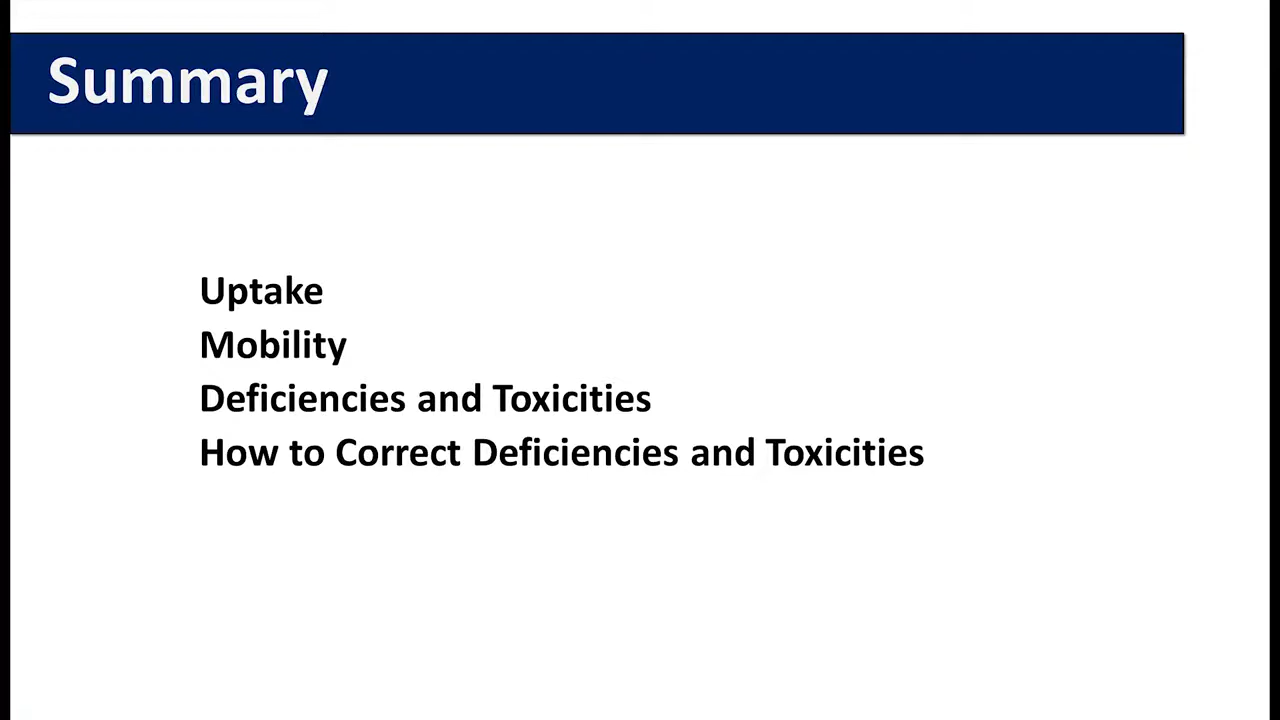 Summary
Uptake
Mobility
Deficiencies and Toxicities
How to Correct Deficiencies and Toxicities